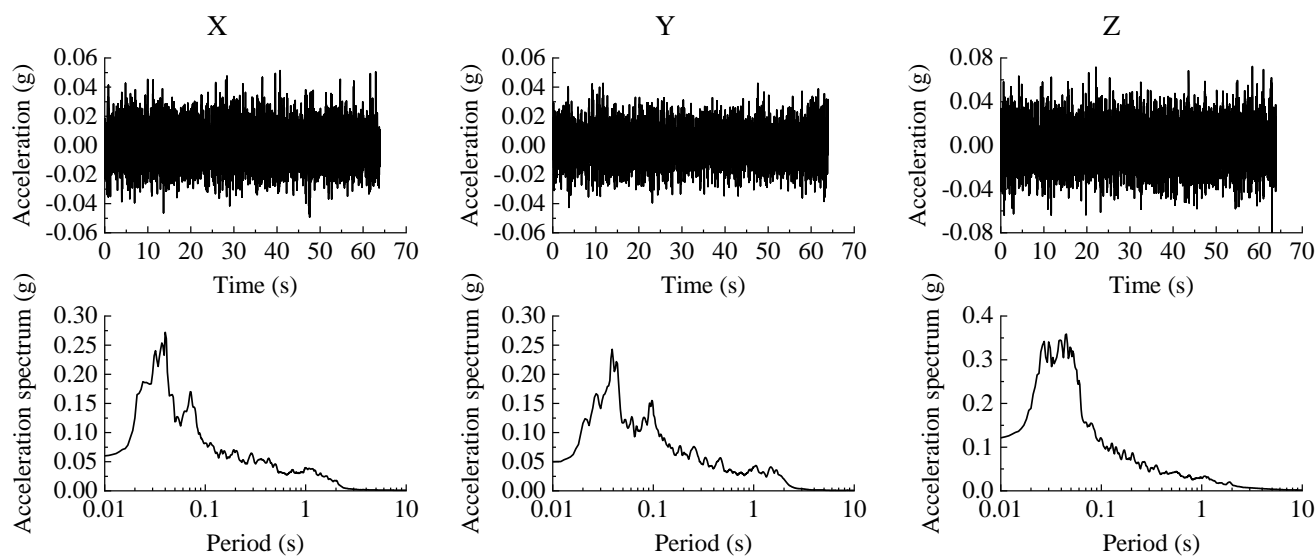 X
Y
Z
Acceleration (g)
0.06
0.04
0.02
0.00
-0.02
-0.04
-0.06
0 10 20 30 40 50 60 70
Time (s)
Acceleration (g)
0.06
0.04
0.02
0.00
-0.02
-0.04
-0.06
0 10 20 30 40 50 60 70
Time (s)
Acceleration (g)
0.08
0.04
0.00
-0.04
-0.08
0 10 20 30 40 50 60 70
Time (s)
Acceleration spectrum (g)
0.30
0.25
0.20
0.15
0.10
0.05
0.00
0.01 0.1 1 10
Period (s)
Acceleration spectrum (g)
0.30
0.25
0.20
0.15
0.10
0.05
0.00
0.01 0.1 1 10
Period (s)
Acceleration spectrum (g)
0.4
0.3
0.2
0.1
0.0
0.01 0.1 1 10
Period (s)